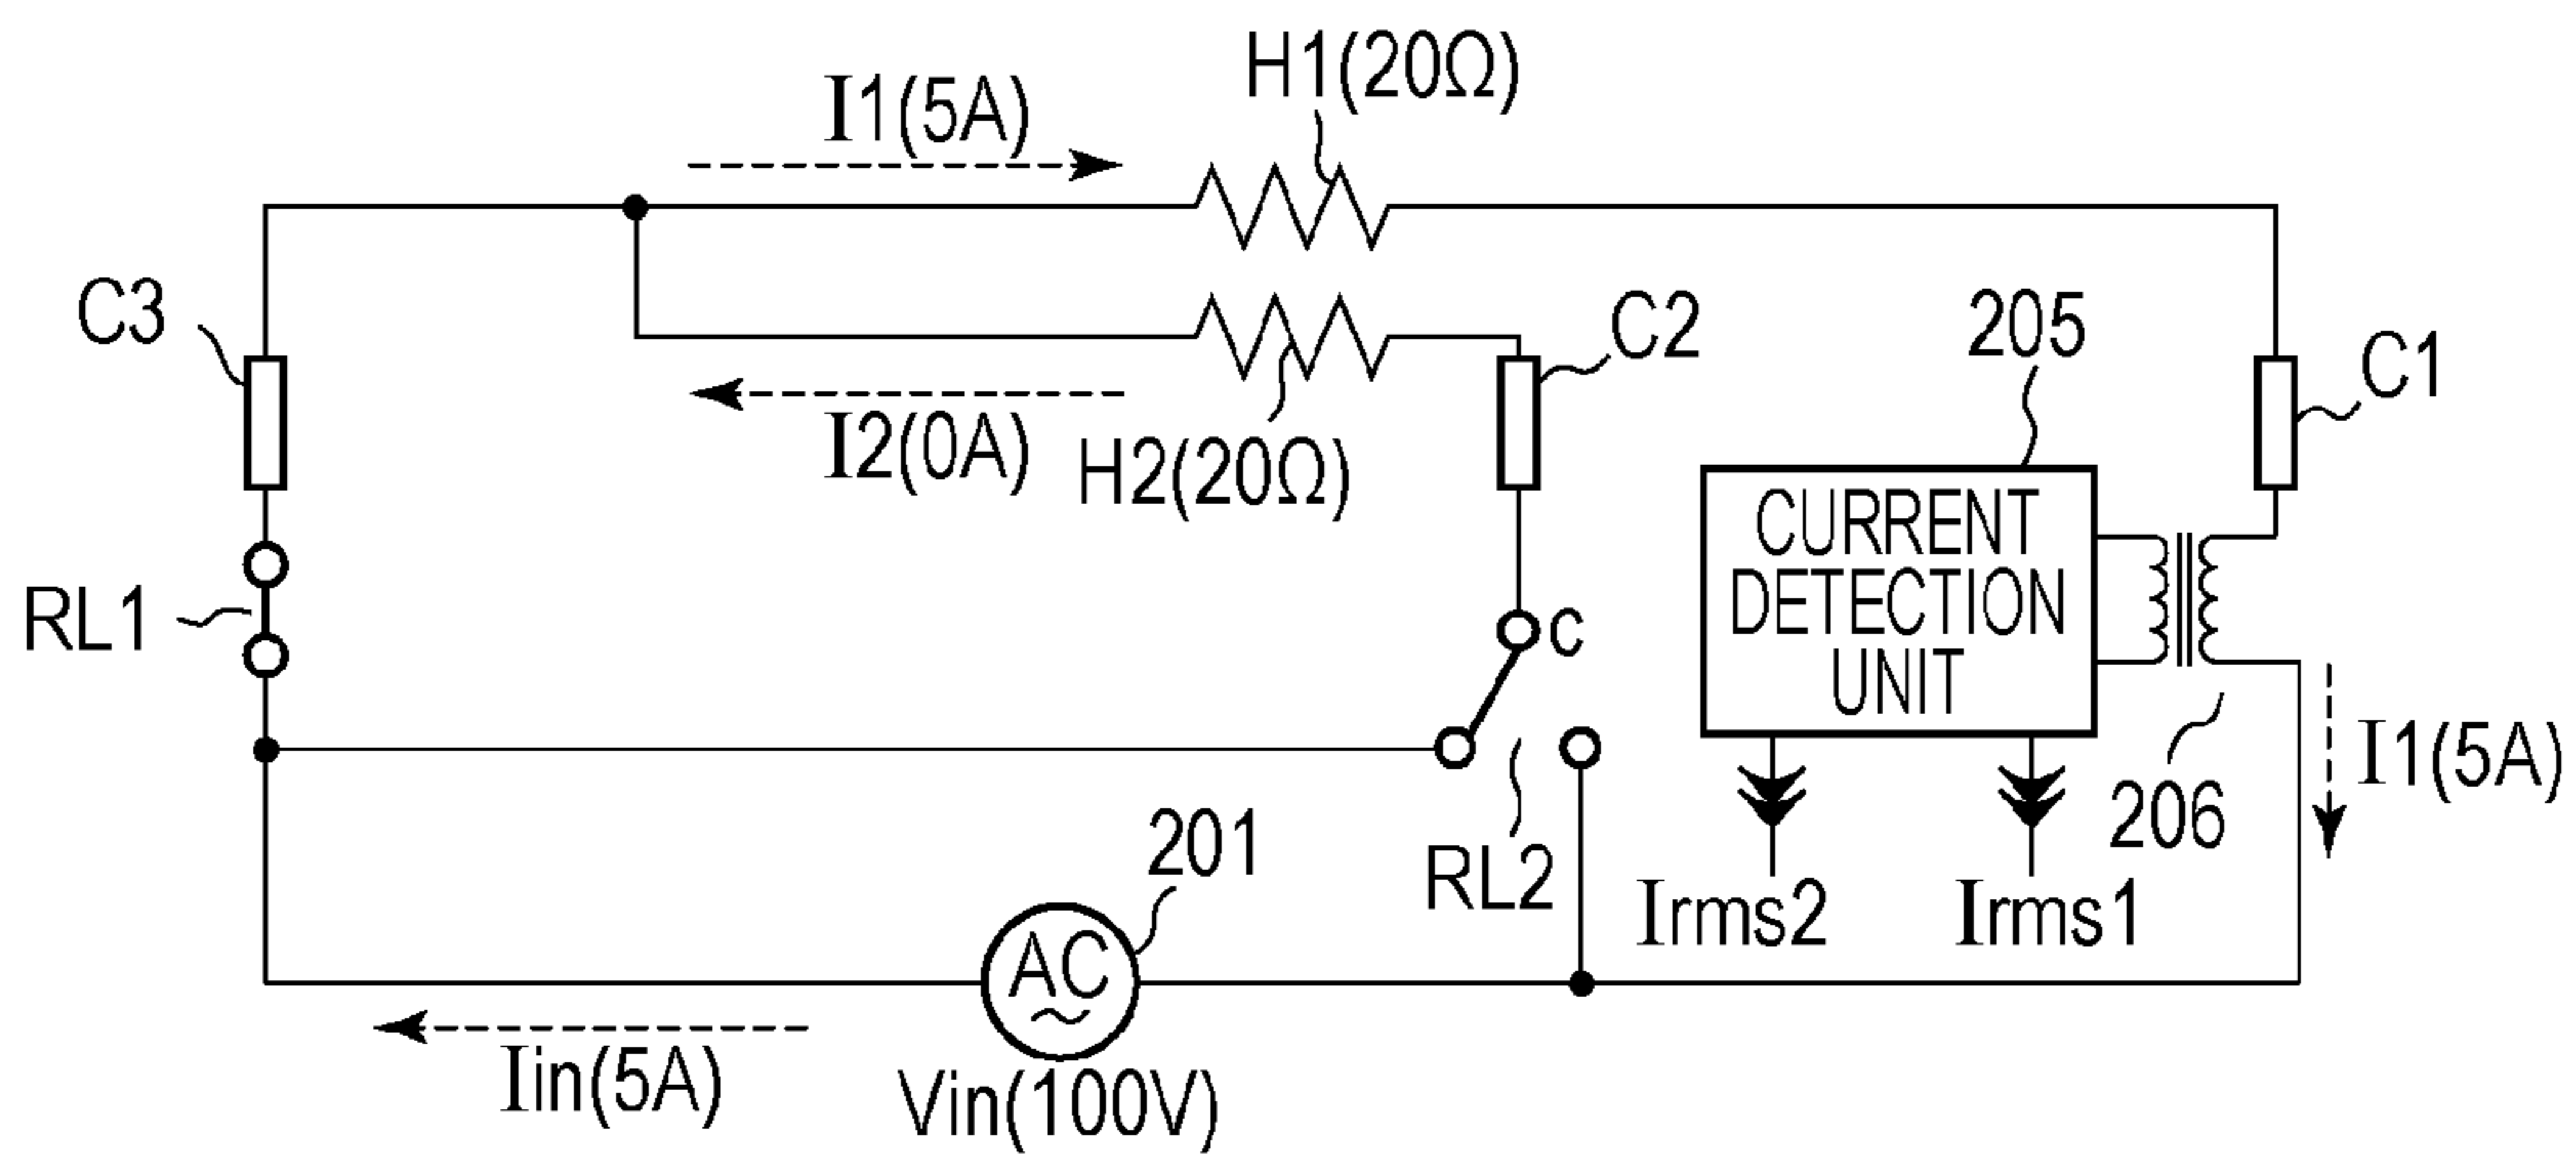 H1(20Ω)
I1(5A)
C3
C2
205
C1
I2(0A)
H2(20Ω)
CURRENT
DETECTION
UNIT
RL1
c
I1(5A)
206
201
RL2
Irms2
Irms1
AC
Iin(5A)
Vin(100V)